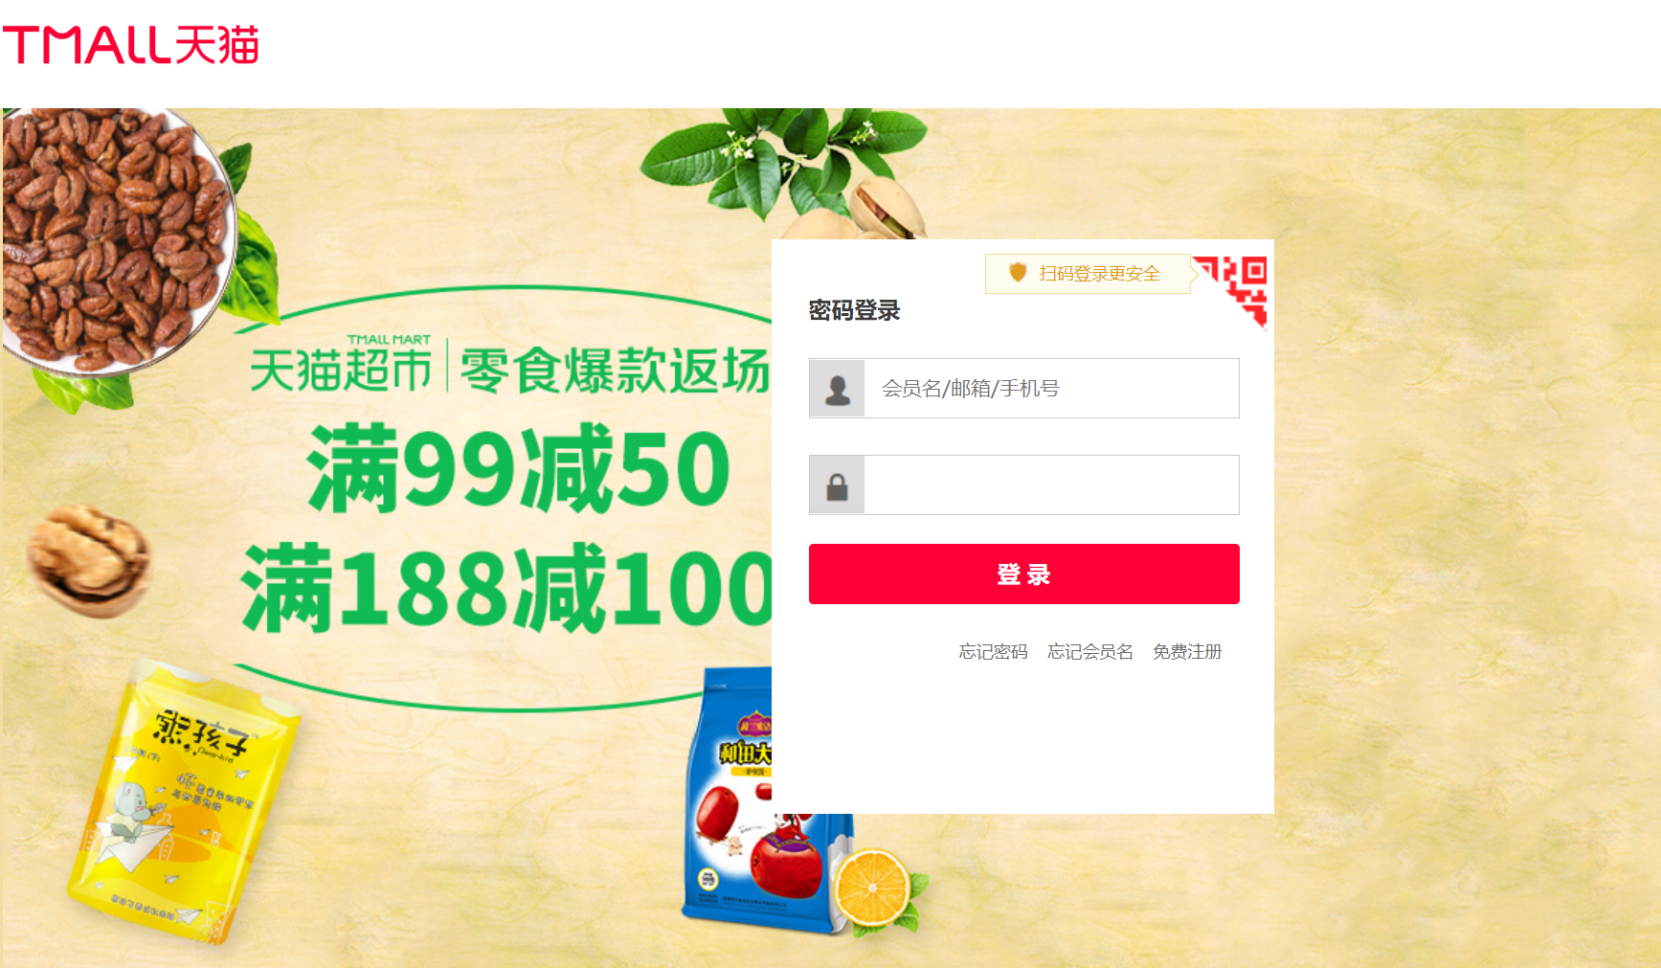 TMALL天猫
扫码登录更安全
密码登录
会员名/邮箱/手机号
登 录
忘记密码 忘记会员名 免费注册
TMALL MART
天猫超市 零食爆款返场
满99减50
满188减100
和田大